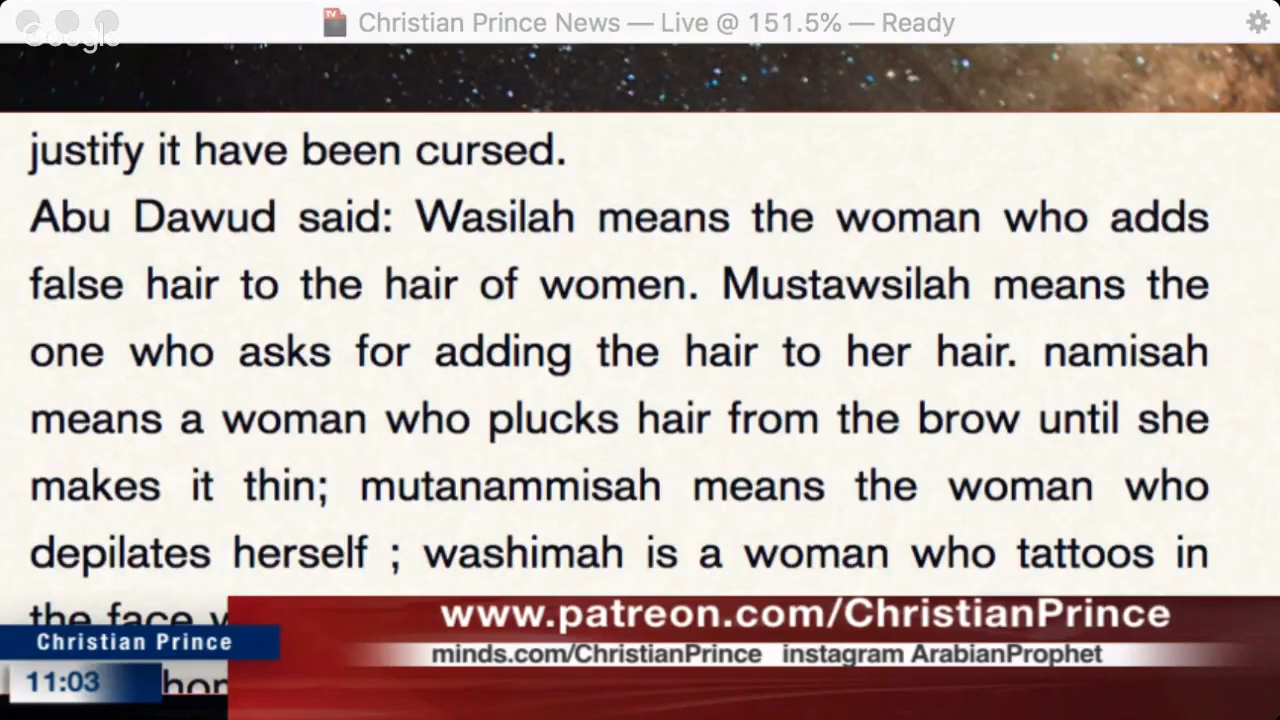 Christian Prince News — Live @ 151.5% — Ready
Google
justify it have been cursed.
Abu Dawud said: Wasilah means the woman who adds
false hair to the hair of women. Mustawsilah means the
one who asks for adding the hair to her hair. namisah
means a woman who plucks hair from the brow until she
makes it thin; mutanammisah means the woman who
depilates herself ; washimah is a woman who tattoos in
the face
www.patreon.com/ChristianPrince
Christian Prince
minds.com/ChristianPrince instagram ArabianProphet
11:03